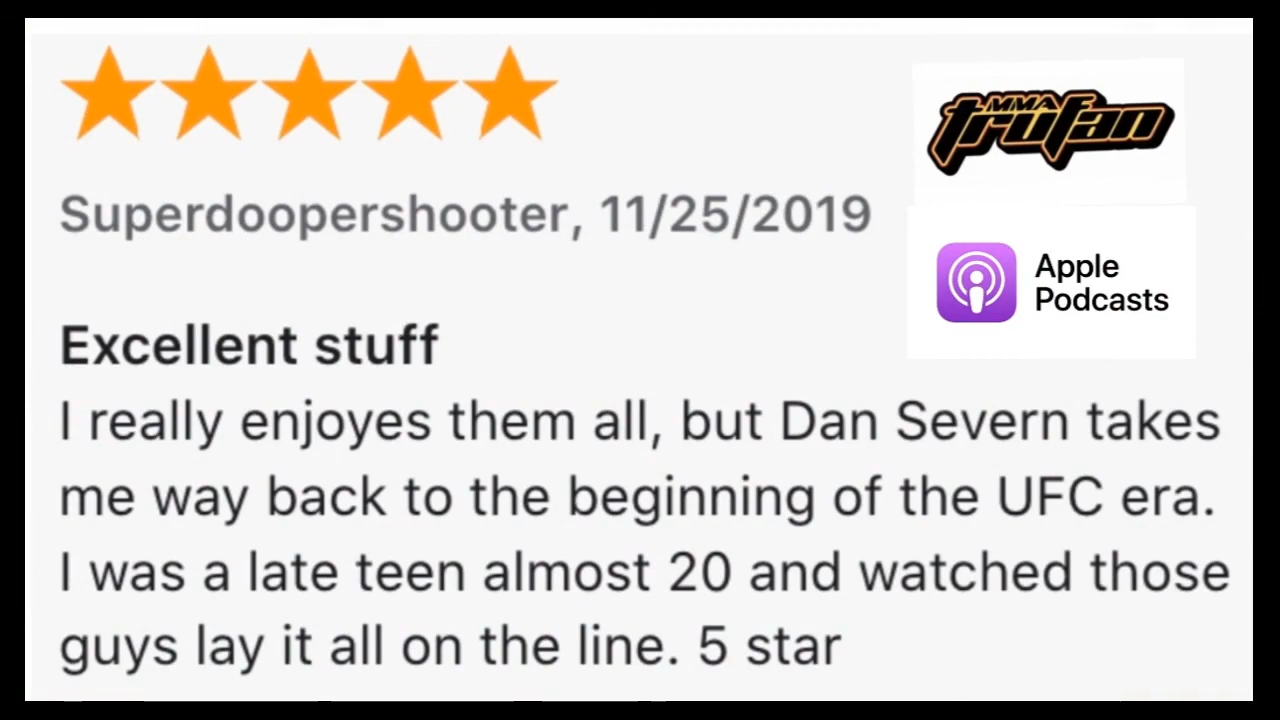 MMA
trufan
Superdoopershooter, 11/25/2019
Apple
Podcasts
Excellent stuff
I really enjoyes them all, but Dan Severn takes
me way back to the beginning of the UFC era.
I was a late teen almost 20 and watched those
guys lay it all on the line. 5 star